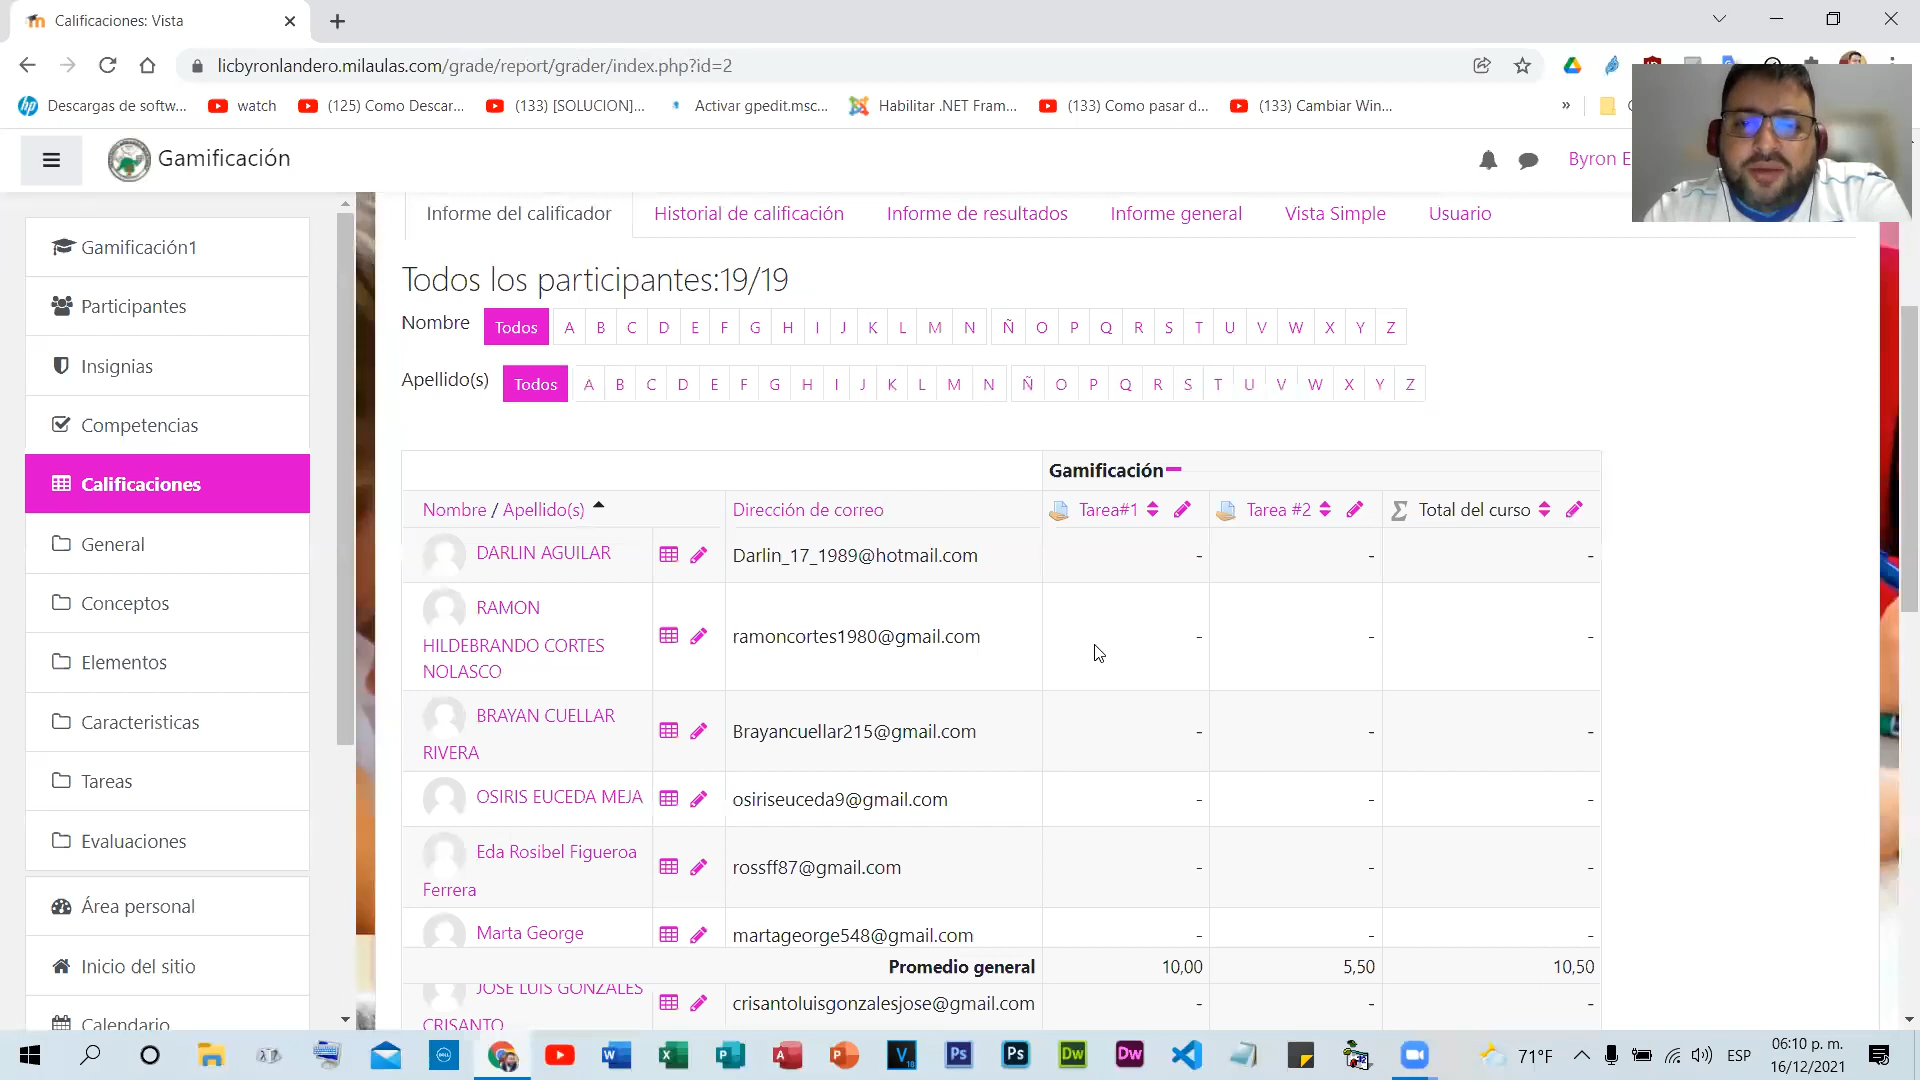 Calificaciones: Vista
licbyronlandero.milaulas.com/grade/report/grader/index.php?id=2
Descargas de softw...
watch
(125) Como Descar...
(133) [SOLUCION]...
Activar gpedit.msc...
Habilitar .NET Fram...
(133) Como pasar d...
(133) Cambiar Win...
»
Gamificación
Byron E
Gamificación1
Participantes
Insignias
Competencias
Calificaciones
General
Conceptos
Elementos
Caracteristicas
Tareas
Evaluaciones
Área personal
Inicio del sitio
Calendario
Informe del calificador
Historial de calificación
Informe de resultados
Informe general
Vista Simple
Usuario
Todos los participantes:19/19
Nombre Todos A B C D E F G H I J K L M N Ñ O P Q R S T U V W X Y Z
Apellido(s) Todos A B C D E F G H I J K L M N Ñ O P Q R S T U V W X Y Z
Gamificación
Nombre / Apellido(s) Dirección de correo Tarea#1 Tarea #2 Σ Total del curso
DARLIN AGUILAR Darlin_17_1989@hotmail.com - - -
RAMON
HILDEBRANDO CORTES
NOLASCO
ramoncortes1980@gmail.com - - -
BRAYAN CUELLAR
RIVERA
Brayancuellar215@gmail.com - - -
OSIRIS EUCEDA MEJA osiriseuceda9@gmail.com - - -
Eda Rosibel Figueroa
Ferrera
rossff87@gmail.com - - -
Marta George martageorge548@gmail.com - - -
Promedio general 10,00 5,50 10,50
JOSE LUIS GONZALES
CRISANTO
crisantoluisgonzalesjose@gmail.com - - -
71°F
ESP
06:10 p. m.
16/12/2021